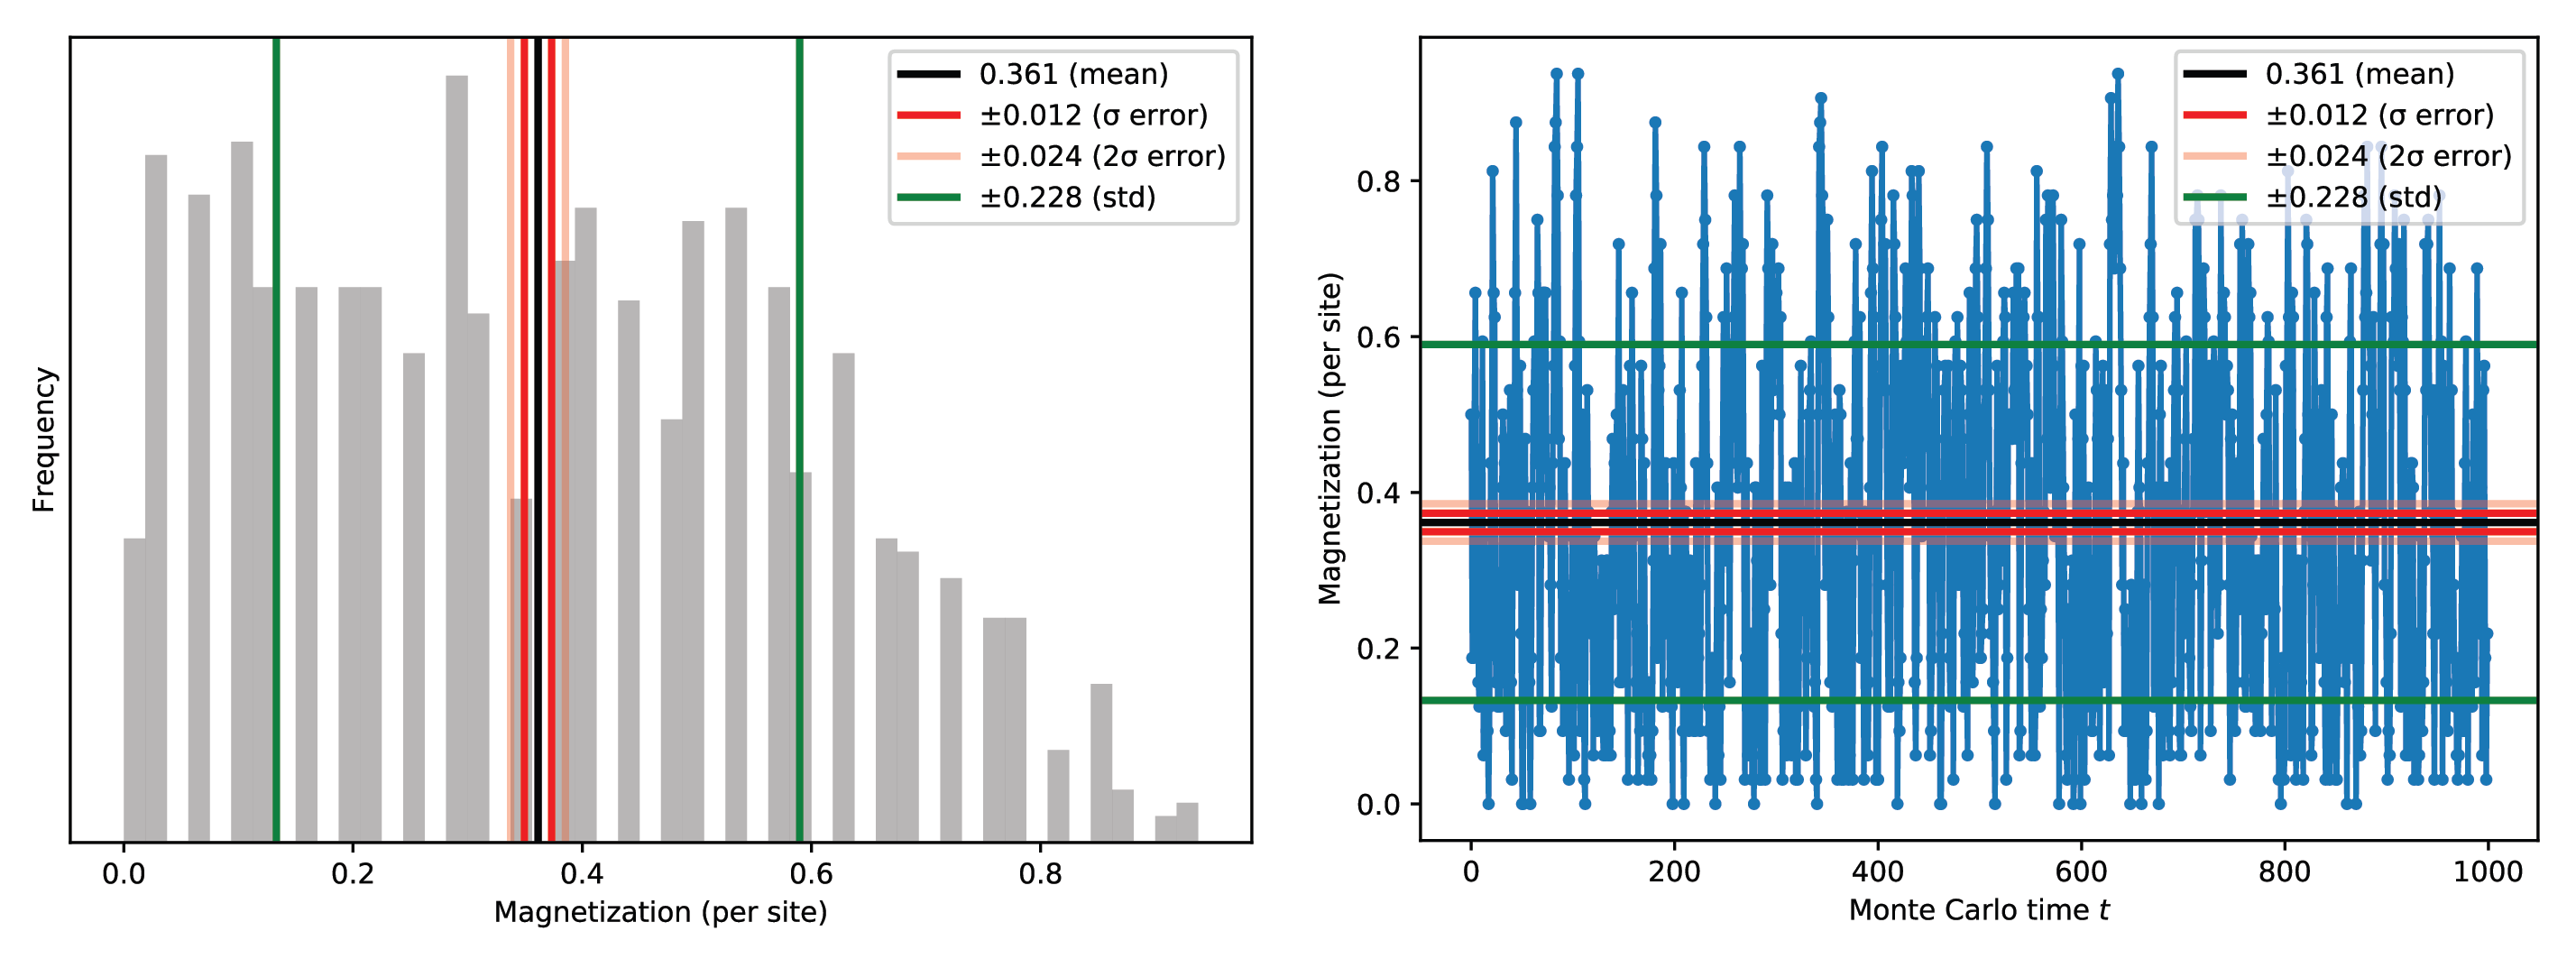 Frequency
0.361 (mean)
±0.012 (σ error)
±0.024 (2σ error)
±0.228 (std)
0.0 0.2 0.4 0.6 0.8
Magnetization (per site)
Magnetization (per site)
0.8
0.6
0.4
0.2
0.0
0.361 (mean)
±0.012 (σ error)
±0.024 (2σ error)
±0.228 (std)
0 200 400 600 800 1000
Monte Carlo time t